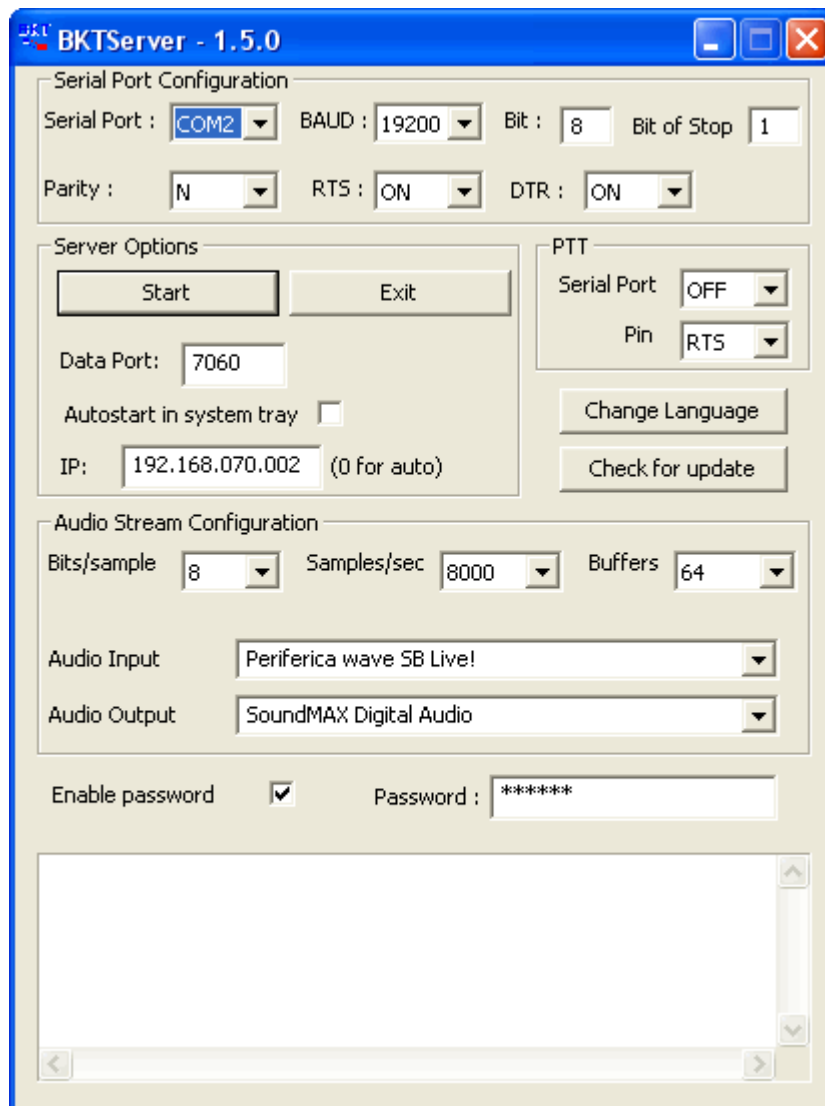 BKT BKTServer - 1.5.0
Serial Port Configuration
Serial Port : COM2 BAUD : 19200 Bit : 8 Bit of Stop 1
Parity : N RTS : ON DTR : ON
Server Options
Start Exit
Data Port: 7060
Autostart in system tray
IP: 192.168.070.002 (0 for auto)
PTT
Serial Port OFF
Pin RTS
Change Language
Check for update
Audio Stream Configuration
Bits/sample 8 Samples/sec 8000 Buffers 64
Audio Input Periferica wave SB Live!
Audio Output SoundMAX Digital Audio
Enable password Password : ******